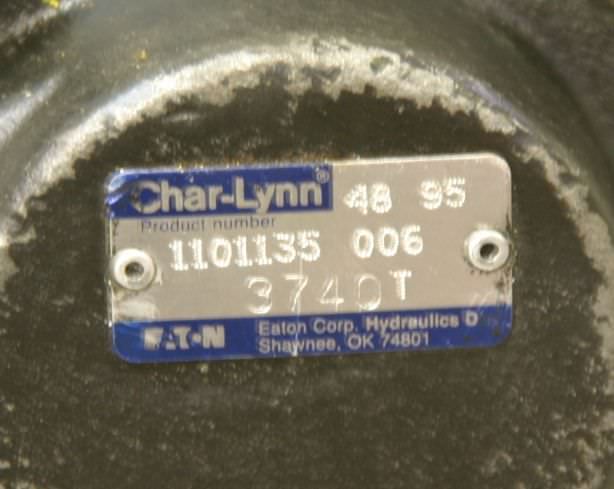 Char-Lynn® 48 95
Product number
1101135 006
3740T
EATON Eaton Corp. Hydraulics D
Shawnee, OK 74801